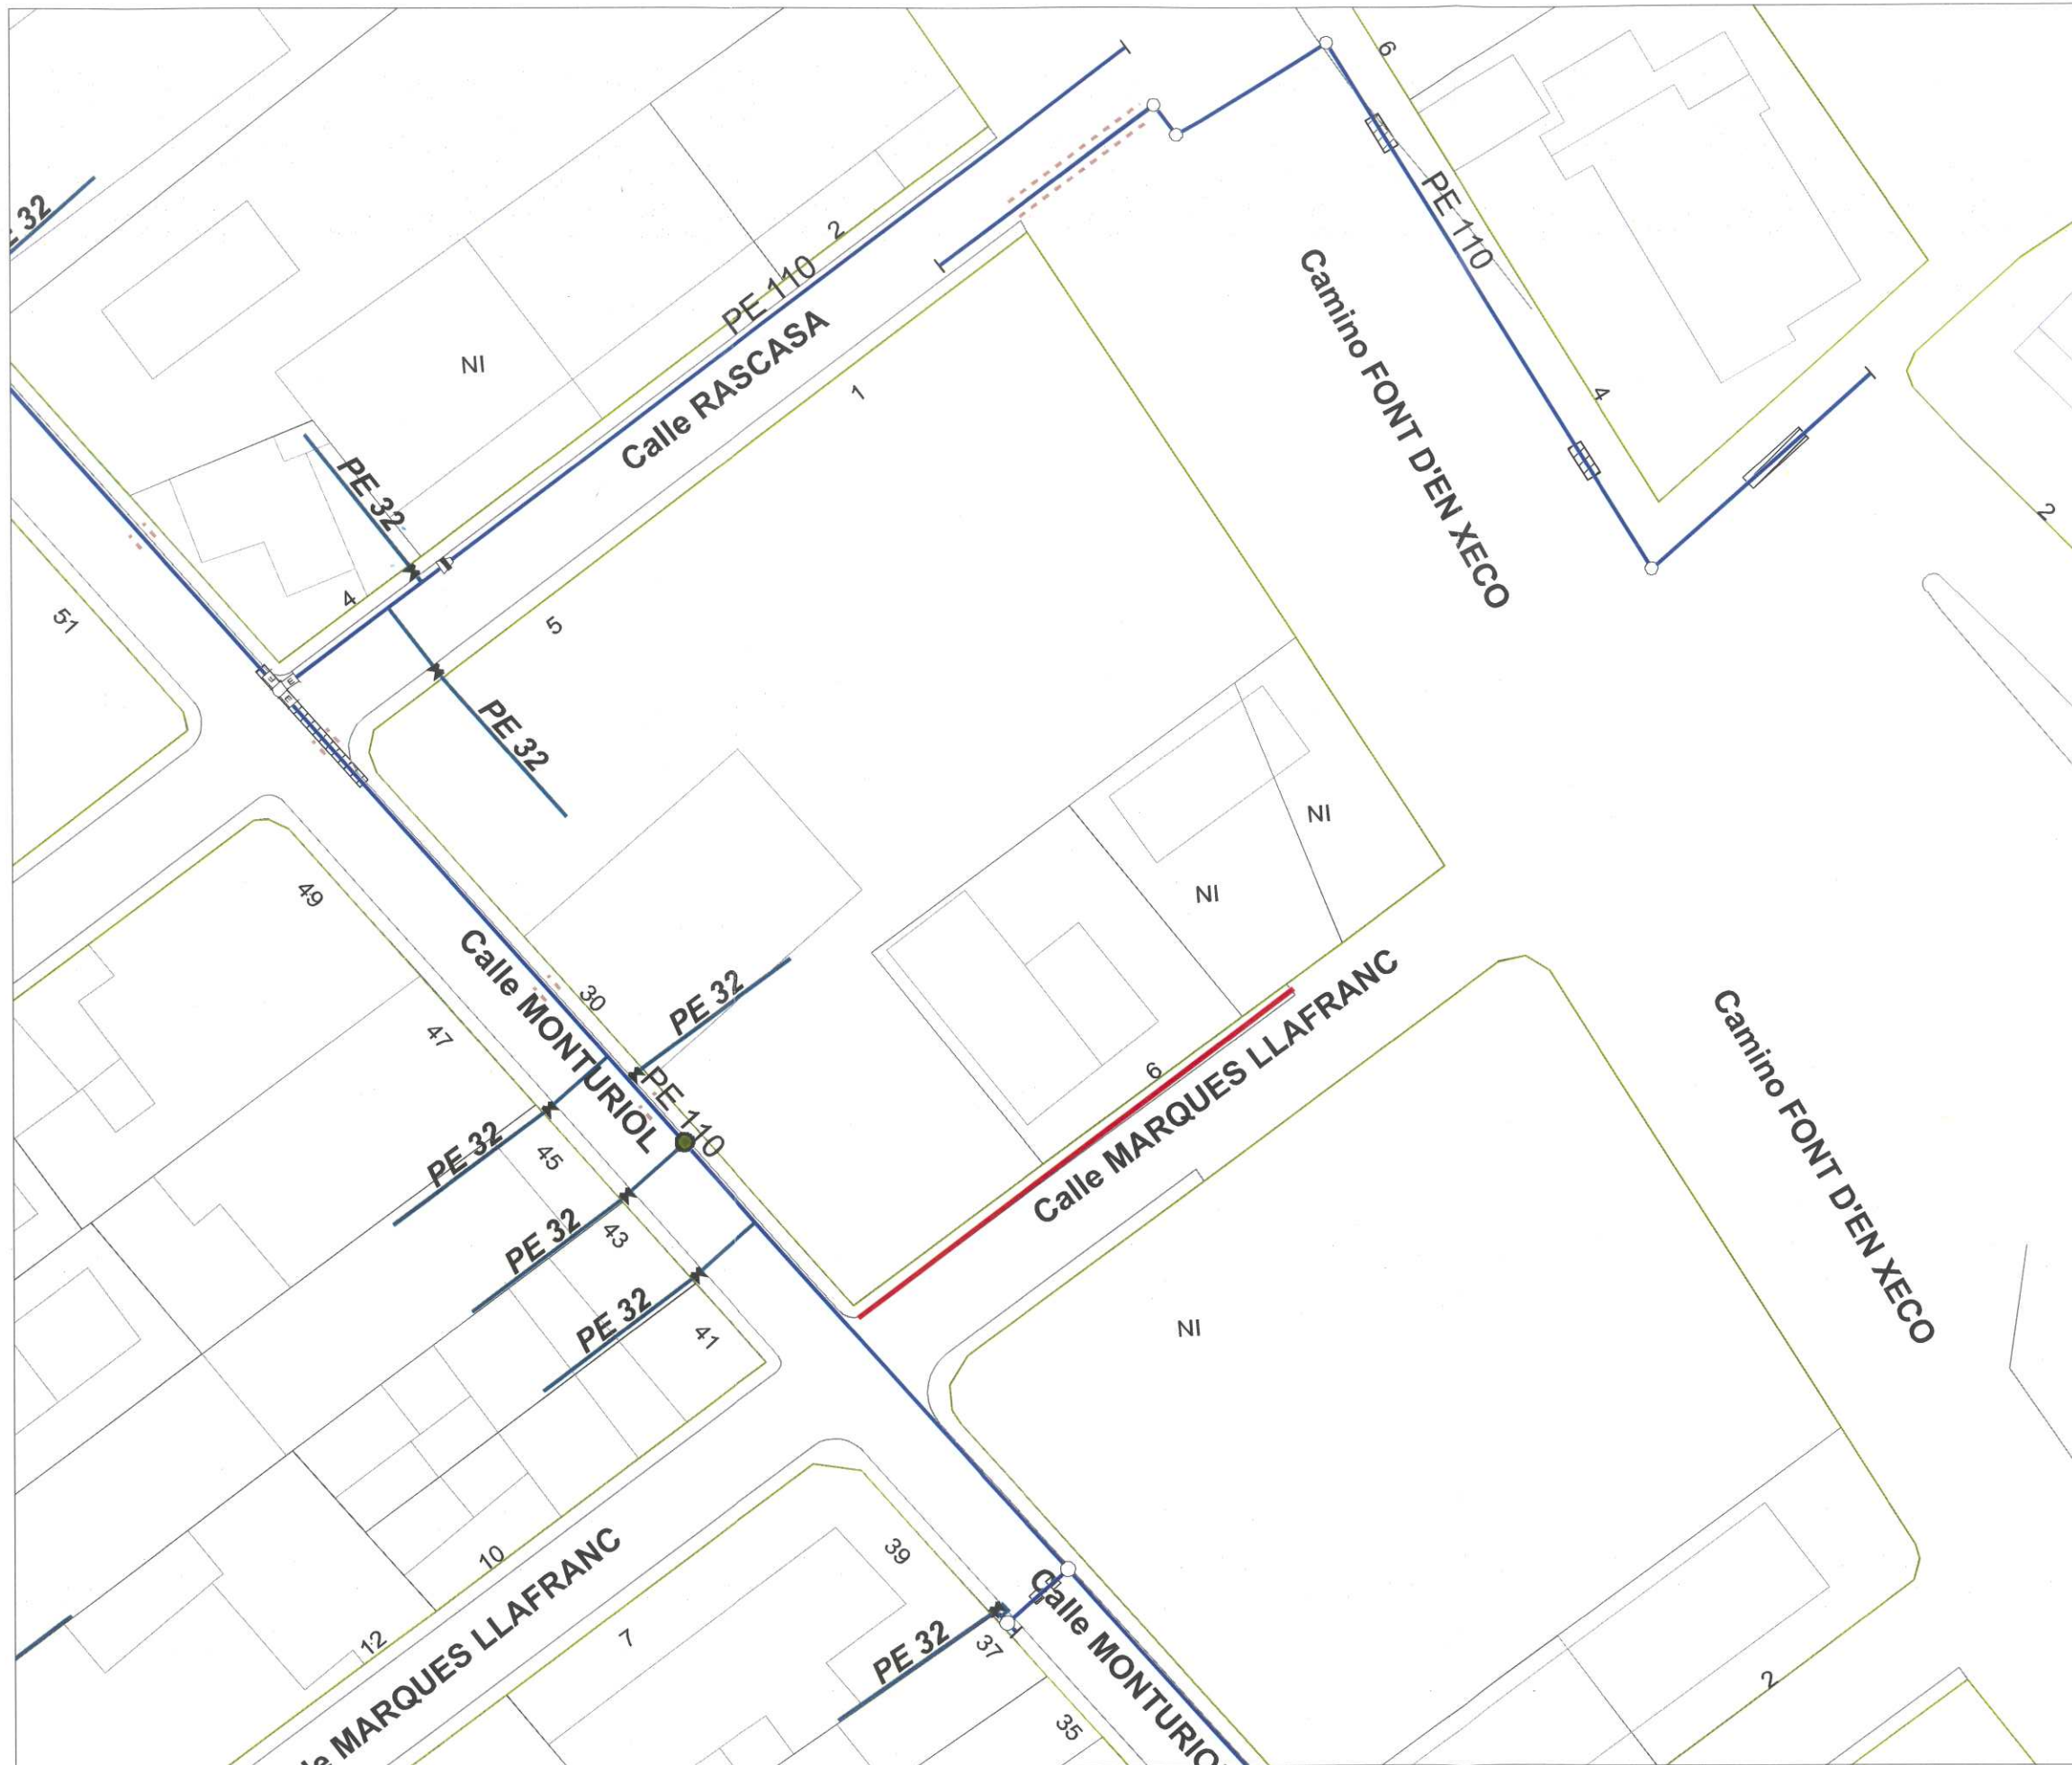 6
32
PE 110
2
PE 110
Camino FONT D'EN XECO
Calle RASCASA
NI
1
4
PE 32
2
4
51
5
PE 32
NI
49
NI
Calle MONTURIOL
30
PE 32
47
Calle MARQUES LLAFRANC
6
PE 110
Camino FONT D'EN XECO
PE 32
45
PE 32
43
PE 32
41
NI
10
39
Calle MONTURIO
12
7
PE 32
37
MARQUES LLAFRANC
2
35